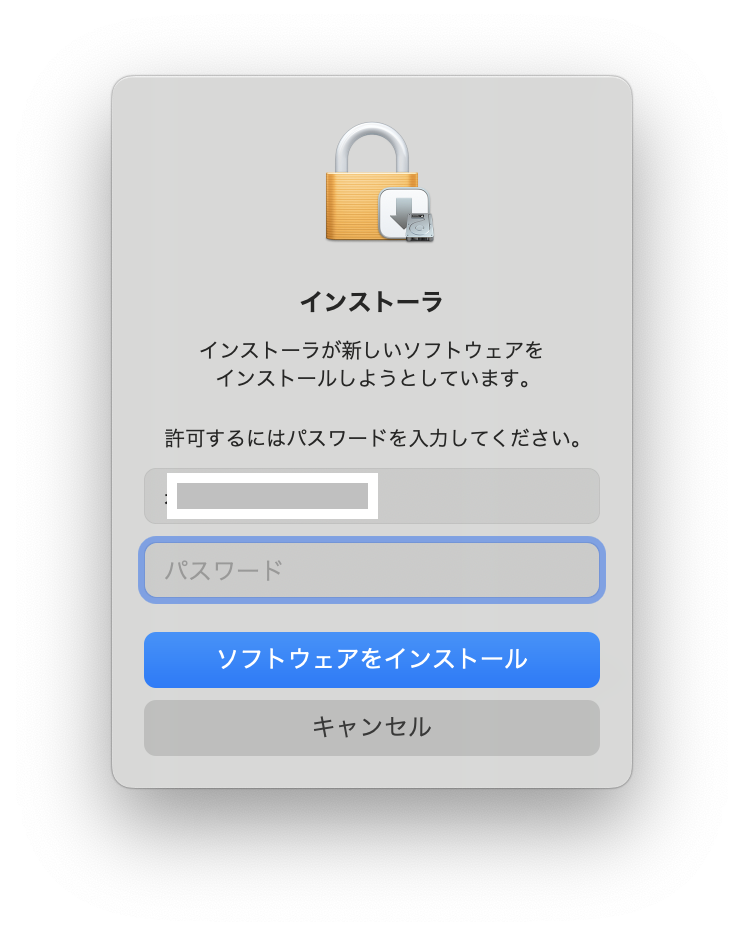 インストーラ
インストーラが新しいソフトウェアを
インストールしようとしています。
許可するにはパスワードを入力してください。
パスワード
ソフトウェアをインストール
キャンセル